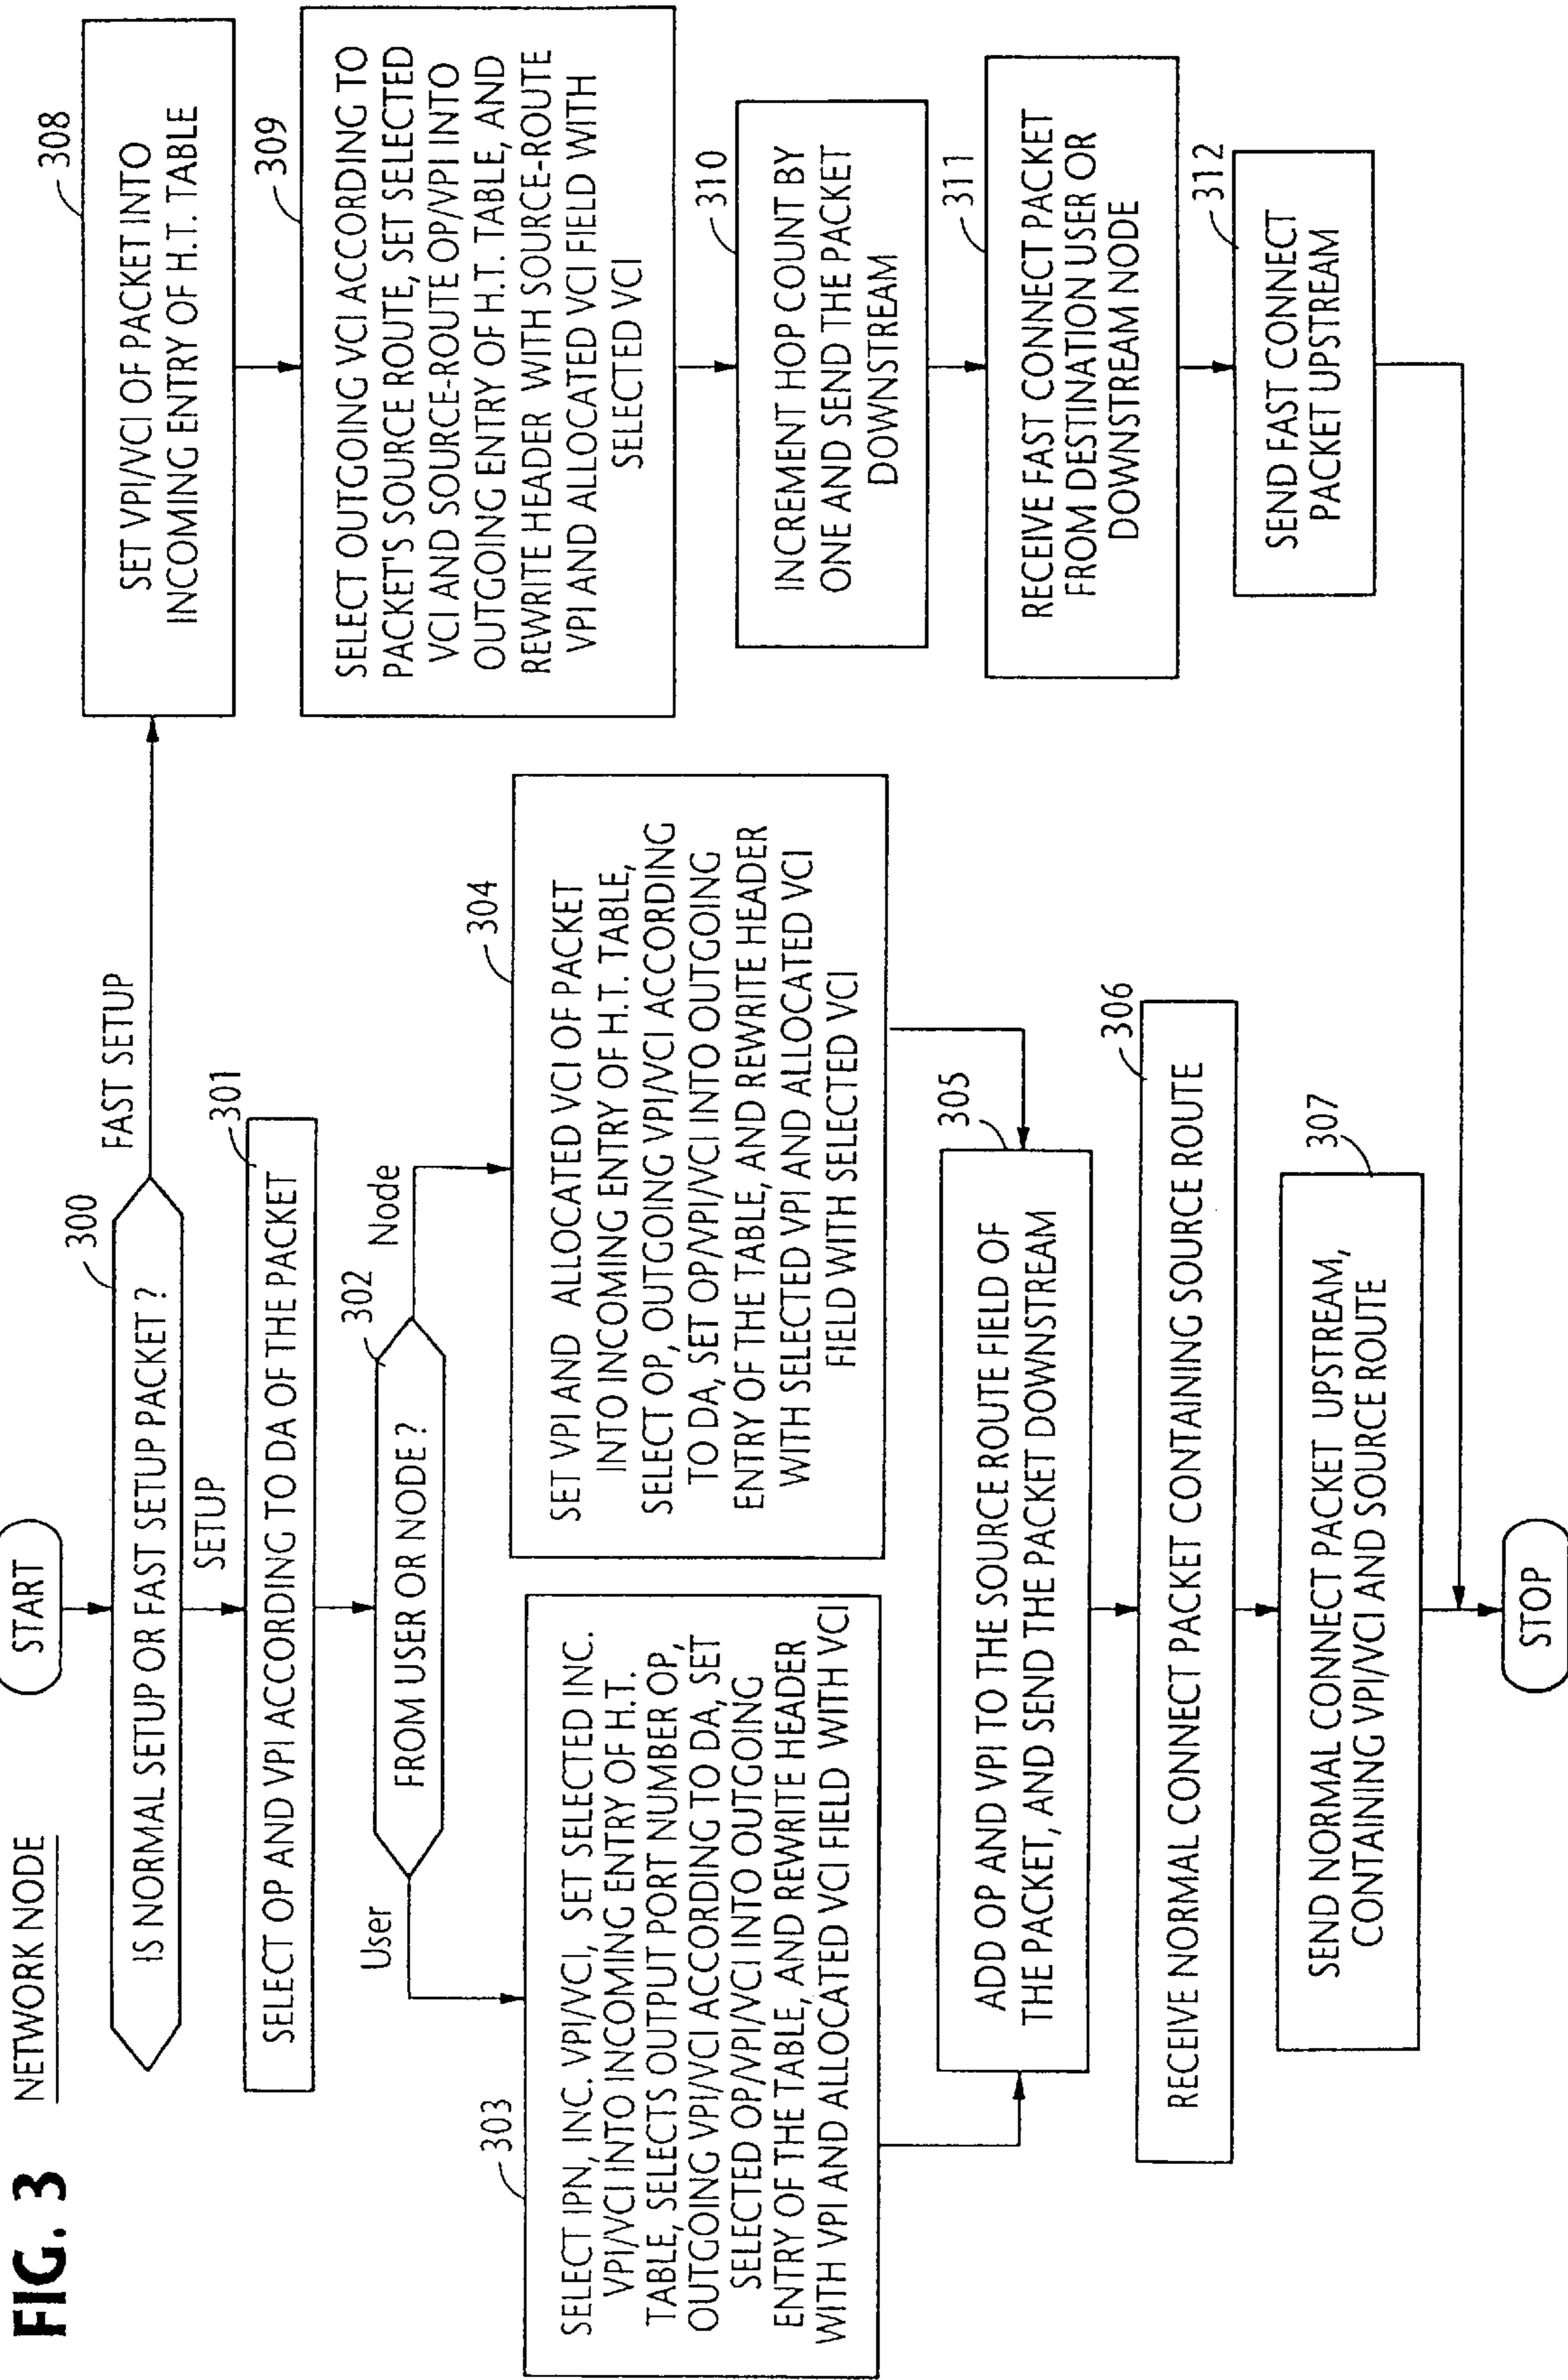 FIG. 3
NETWORK NODE
START
300
IS NORMAL SETUP OR FAST SETUP PACKET ?
FAST SETUP
SETUP
301
SELECT OP AND VPI ACCORDING TO DA OF THE PACKET
302
FROM USER OR NODE ?
User
Node
303
SELECT IPN, INC. VPI/VCI, SET SELECTED INC.
VPI/VCI INTO INCOMING ENTRY OF H.T.
TABLE, SELECTS OUTPUT PORT NUMBER OP,
OUTGOING VPI/VCI ACCORDING TO DA, SET
SELECTED OP/VPI/VCI INTO OUTGOING
ENTRY OF THE TABLE, AND REWRITE HEADER
WITH VPI AND ALLOCATED VCI FIELD WITH VCI
304
SET VPI AND ALLOCATED VCI OF PACKET
INTO INCOMING ENTRY OF H.T. TABLE,
SELECT OP, OUTGOING VPI/VCI ACCORDING
TO DA, SET OP/VPI/VCI INTO OUTGOING
ENTRY OF THE TABLE, AND REWRITE HEADER
WITH SELECTED VPI AND ALLOCATED VCI
FIELD WITH SELECTED VCI
305
ADD OP AND VPI TO THE SOURCE ROUTE FIELD OF
THE PACKET, AND SEND THE PACKET DOWNSTREAM
306
RECEIVE NORMAL CONNECT PACKET CONTAINING SOURCE ROUTE
307
SEND NORMAL CONNECT PACKET UPSTREAM,
CONTAINING VPI/VCI AND SOURCE ROUTE
STOP
308
SET VPI/VCI OF PACKET INTO
INCOMING ENTRY OF H.T. TABLE
309
SELECT OUTGOING VCI ACCORDING TO
PACKET'S SOURCE ROUTE, SET SELECTED
VCI AND SOURCE-ROUTE OP/VPI INTO
OUTGOING ENTRY OF H.T. TABLE, AND
REWRITE HEADER WITH SOURCE-ROUTE
VPI AND ALLOCATED VCI FIELD WITH
SELECTED VCI
310
INCREMENT HOP COUNT BY
ONE AND SEND THE PACKET
DOWNSTREAM
311
RECEIVE FAST CONNECT PACKET
FROM DESTINATION USER OR
DOWNSTREAM NODE
312
SEND FAST CONNECT
PACKET UPSTREAM